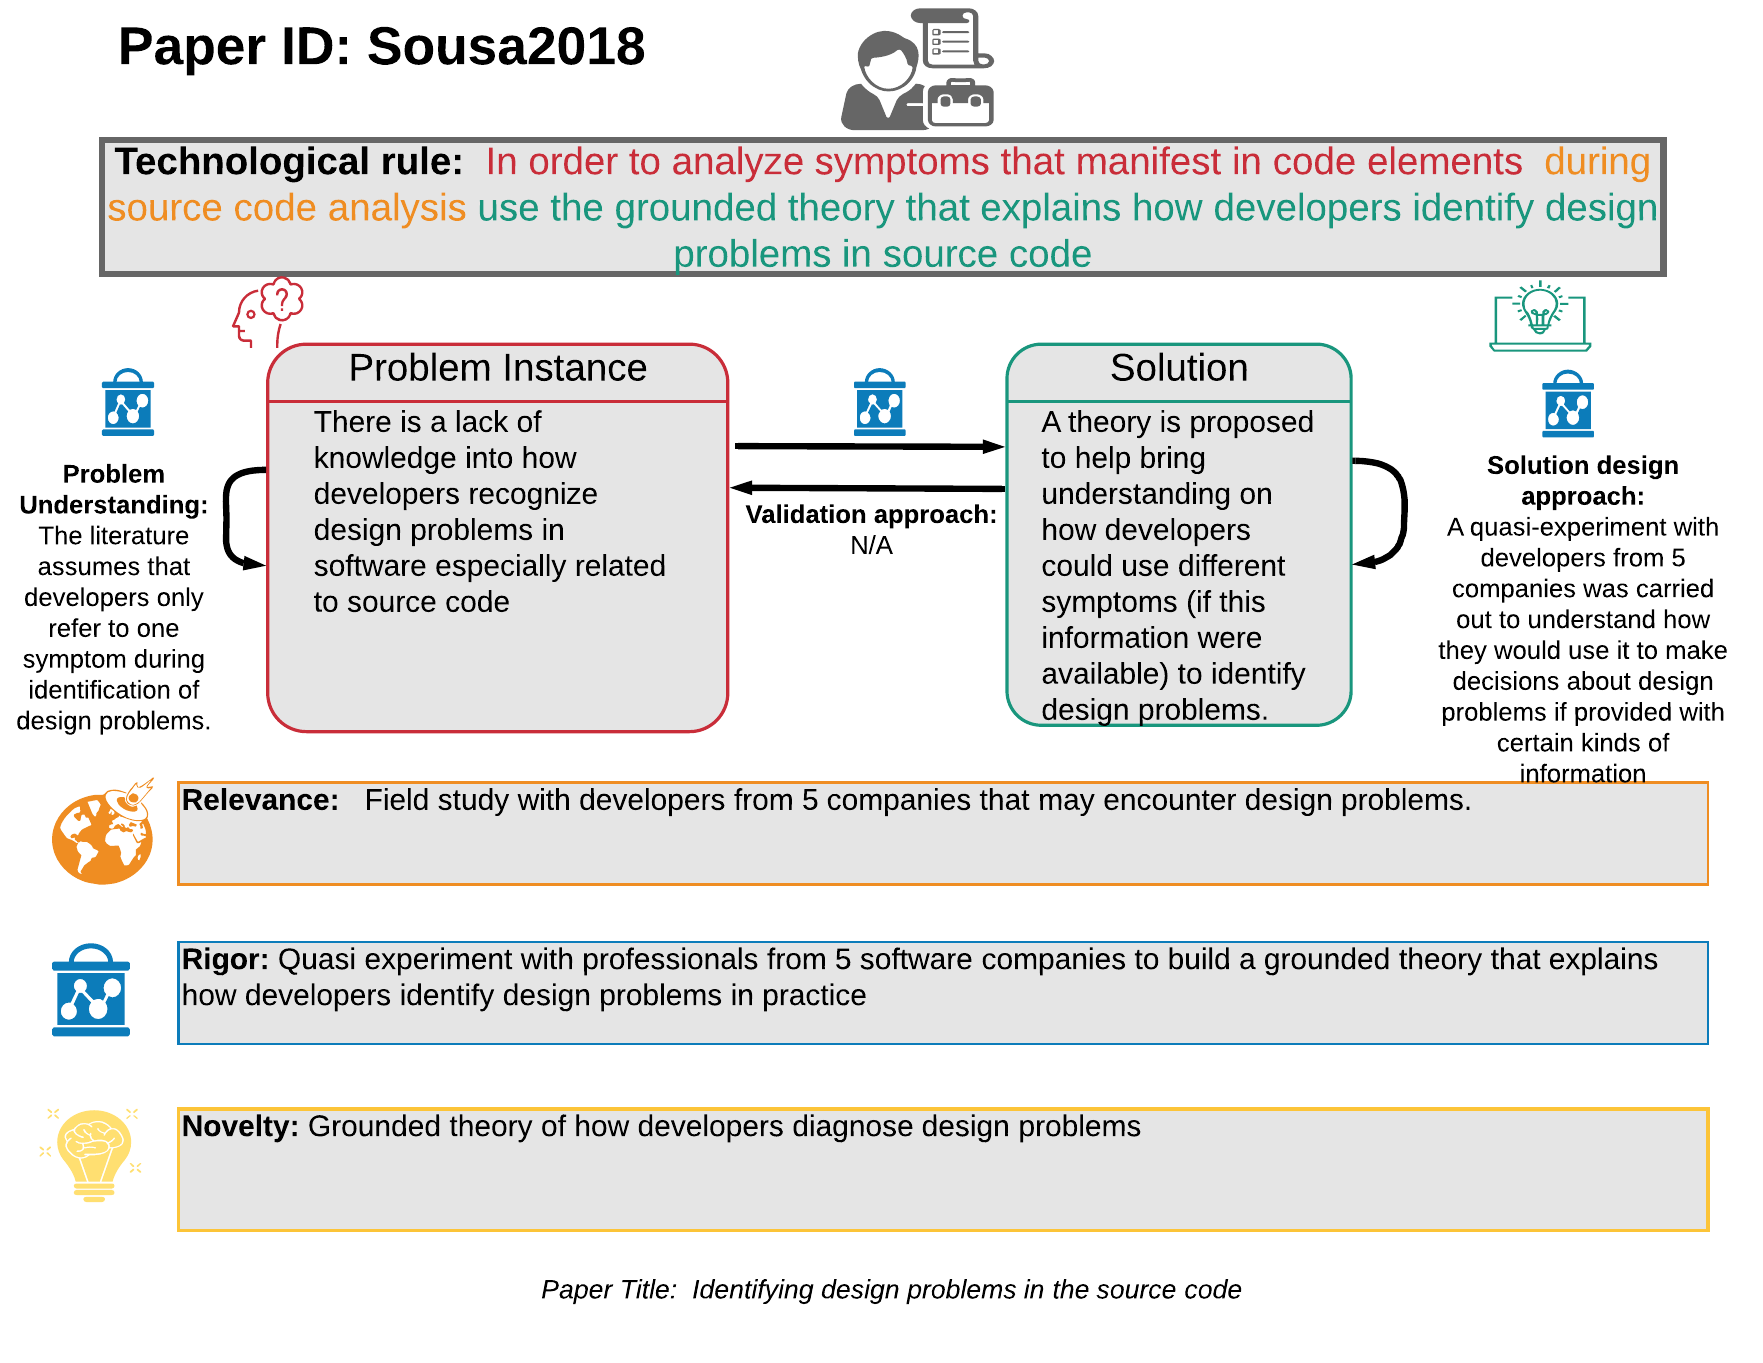 Paper ID: Sousa2018
Technological rule: In order to analyze symptoms that manifest in code elements during
source code analysis use the grounded theory that explains how developers identify design
problems in source code
?
Problem Instance
There is a lack of
knowledge into how
developers recognize
design problems in
software especially related
to source code
Problem
Understanding:
The literature
assumes that
developers only
refer to one
symptom during
identification of
design problems.
Validation approach:
N/A
Solution
A theory is proposed
to help bring
understanding on
how developers
could use different
symptoms (if this
information were
available) to identify
design problems.
Solution design
approach:
A quasi-experiment with
developers from 5
companies was carried
out to understand how
they would use it to make
decisions about design
problems if provided with
certain kinds of
information
Relevance: Field study with developers from 5 companies that may encounter design problems.
Rigor: Quasi experiment with professionals from 5 software companies to build a grounded theory that explains
how developers identify design problems in practice
Novelty: Grounded theory of how developers diagnose design problems
Paper Title: Identifying design problems in the source code